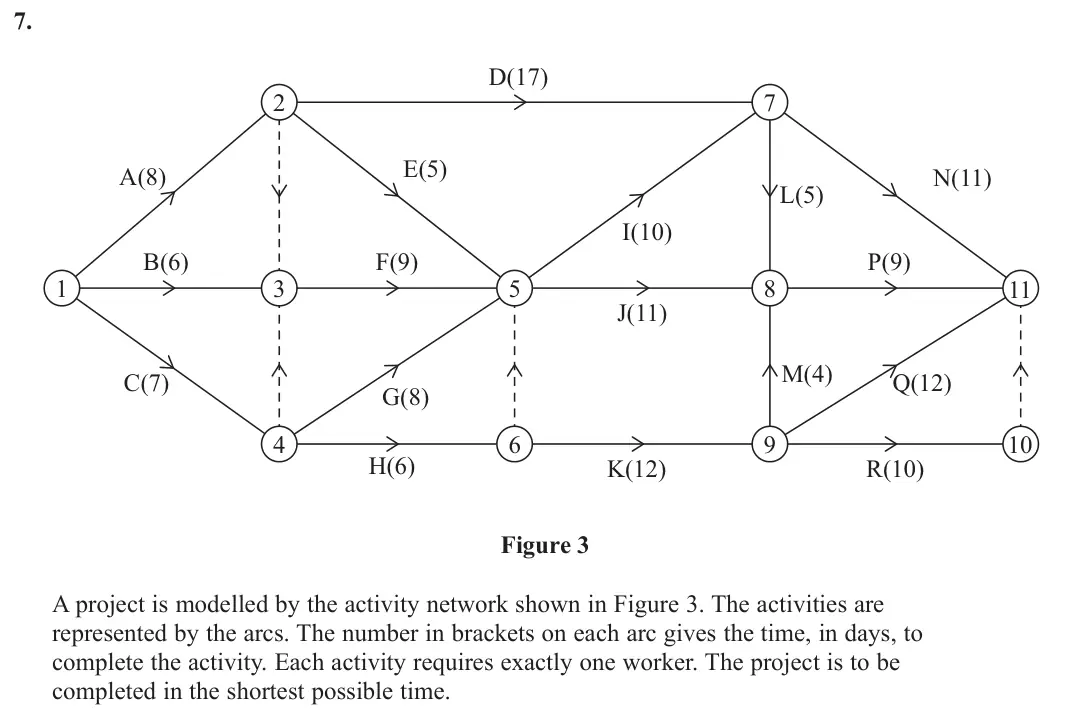 7.
D(17)
2 7
E(5)
A(8) N(11)
L(5)
I(10)
B(6) F(9) P(9)
1 3 5 8 11
J(11)
C(7) G(8) M(4) Q(12)
4 6 9 10
H(6) K(12) R(10)
Figure 3
A project is modelled by the activity network shown in Figure 3. The activities are
represented by the arcs. The number in brackets on each arc gives the time, in days, to
complete the activity. Each activity requires exactly one worker. The project is to be
completed in the shortest possible time.